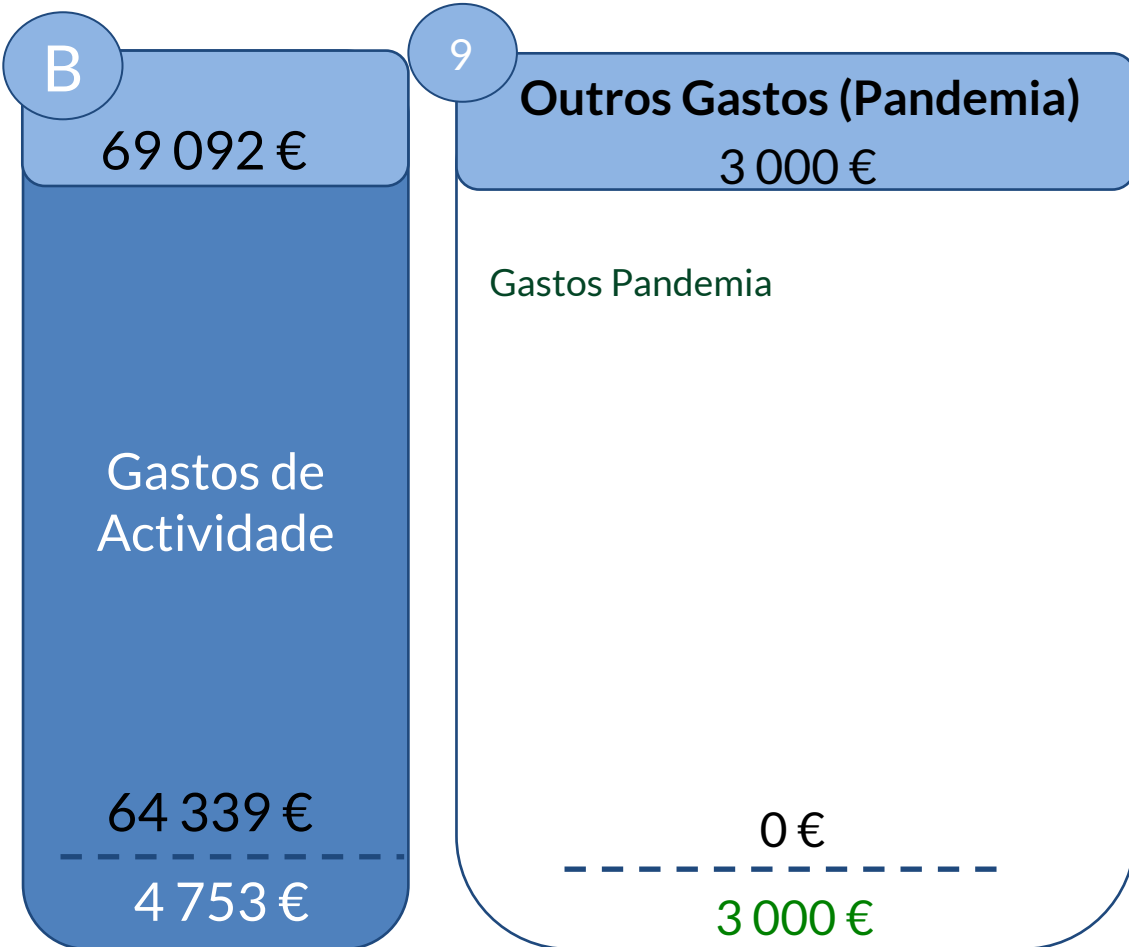 B
69 092 €
Gastos de
Actividade
64 339 €
4 753 €
9
Outros Gastos (Pandemia)
3 000 €
Gastos Pandemia
0 €
3 000 €